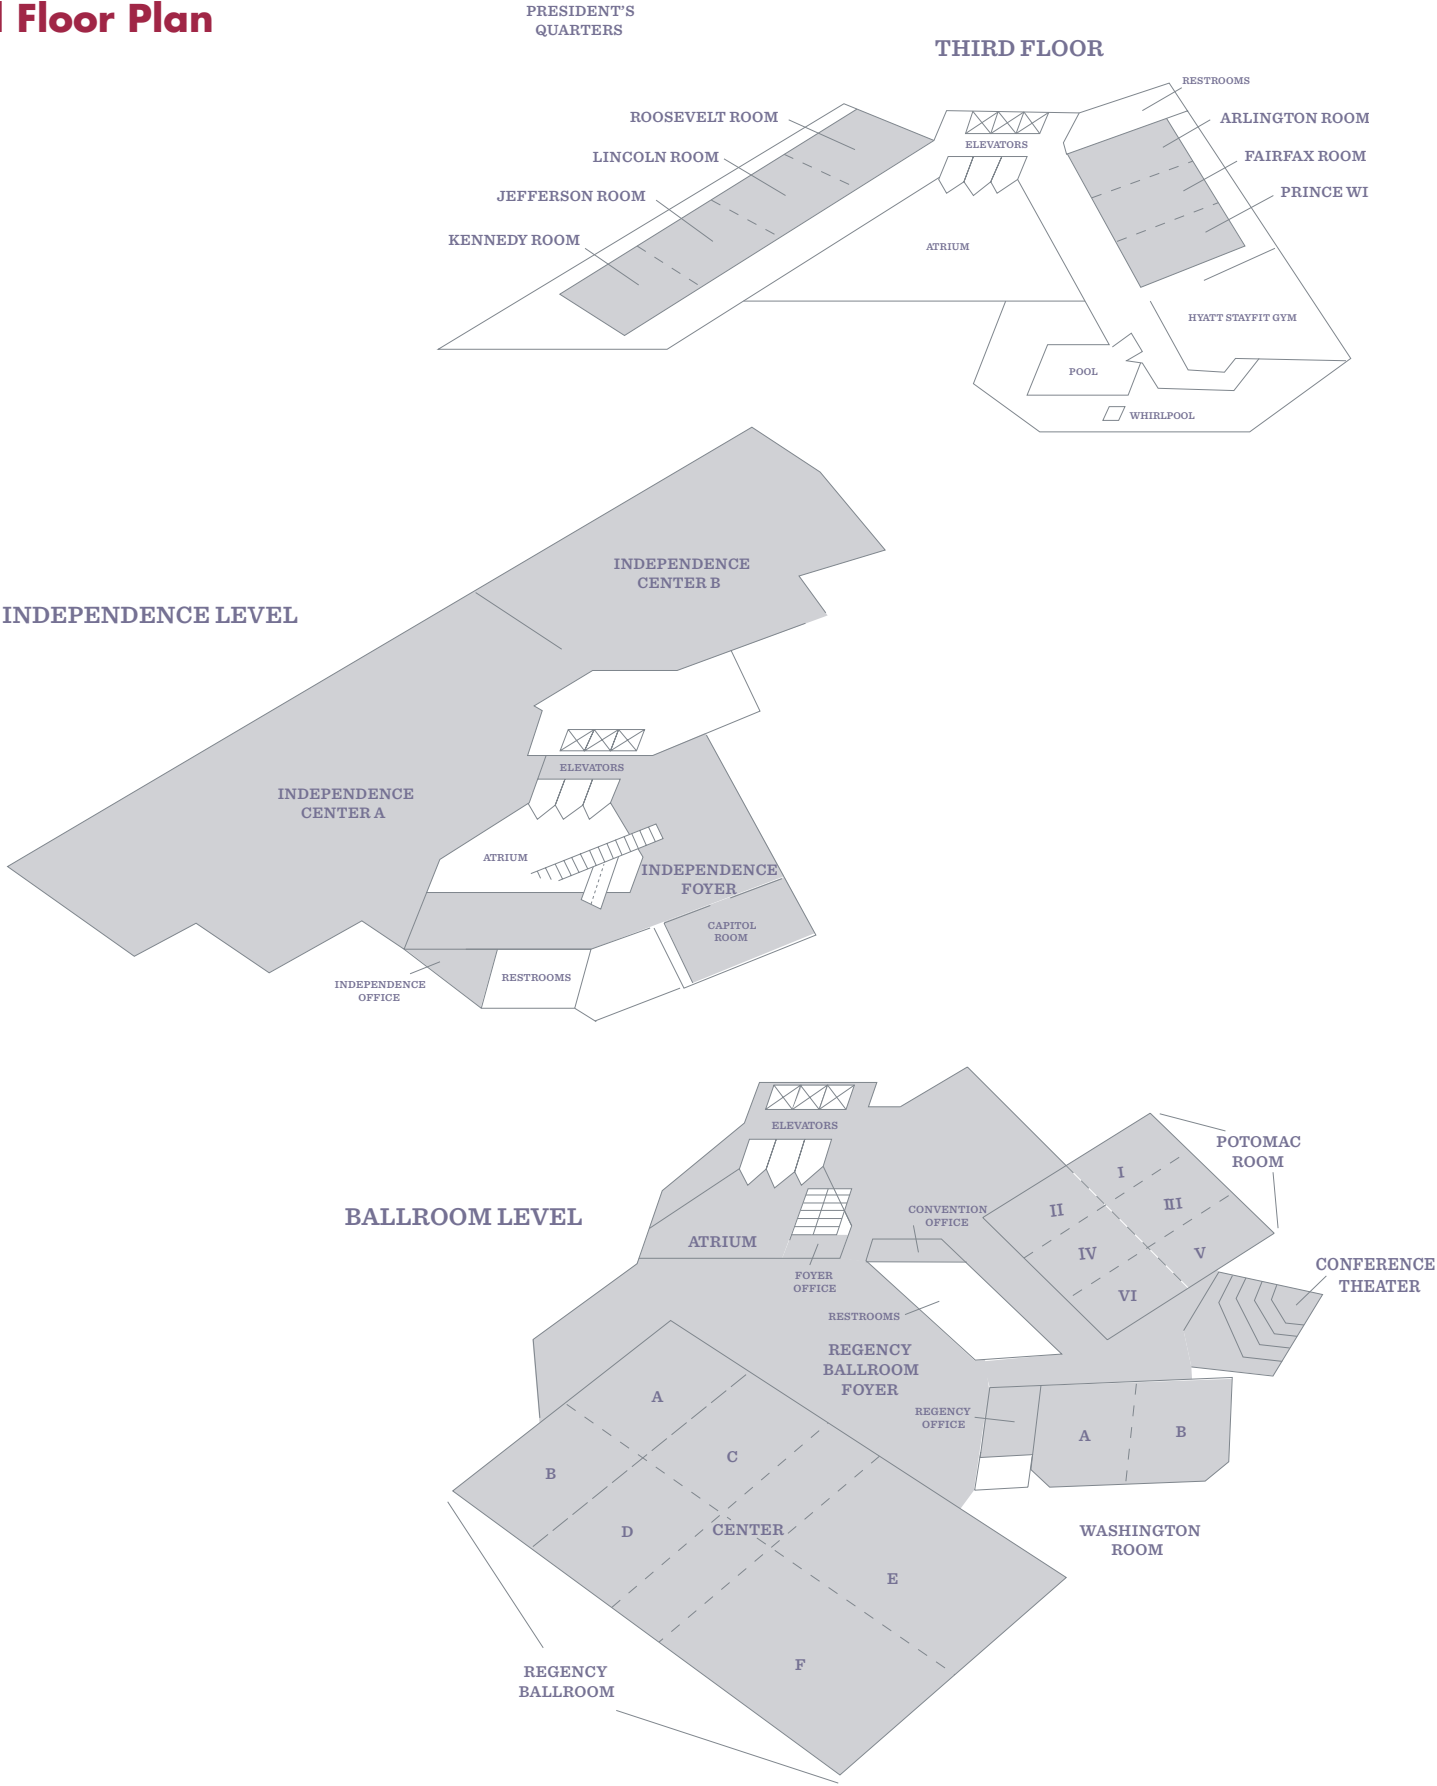 Floor Plan
PRESIDENT'S
QUARTERS
THIRD FLOOR
RESTROOMS
ROOSEVELT ROOM
ARLINGTON ROOM
ELEVATORS
LINCOLN ROOM
FAIRFAX ROOM
JEFFERSON ROOM
PRINCE WI
KENNEDY ROOM
ATRIUM
HYATT STAYFIT GYM
POOL
WHIRLPOOL
INDEPENDENCE
CENTER B
INDEPENDENCE LEVEL
ELEVATORS
INDEPENDENCE
CENTER A
ATRIUM
INDEPENDENCE
FOYER
CAPITOL
ROOM
RESTROOMS
INDEPENDENCE
OFFICE
ELEVATORS
POTOMAC
ROOM
I
II
III
IV
V
VI
CONVENTION
OFFICE
BALLROOM LEVEL
ATRIUM
FOYER
OFFICE
CONFERENCE
THEATER
RESTROOMS
REGENCY
BALLROOM
FOYER
REGENCY
OFFICE
A
B
WASHINGTON
ROOM
A
B
C
D
CENTER
E
F
REGENCY
BALLROOM